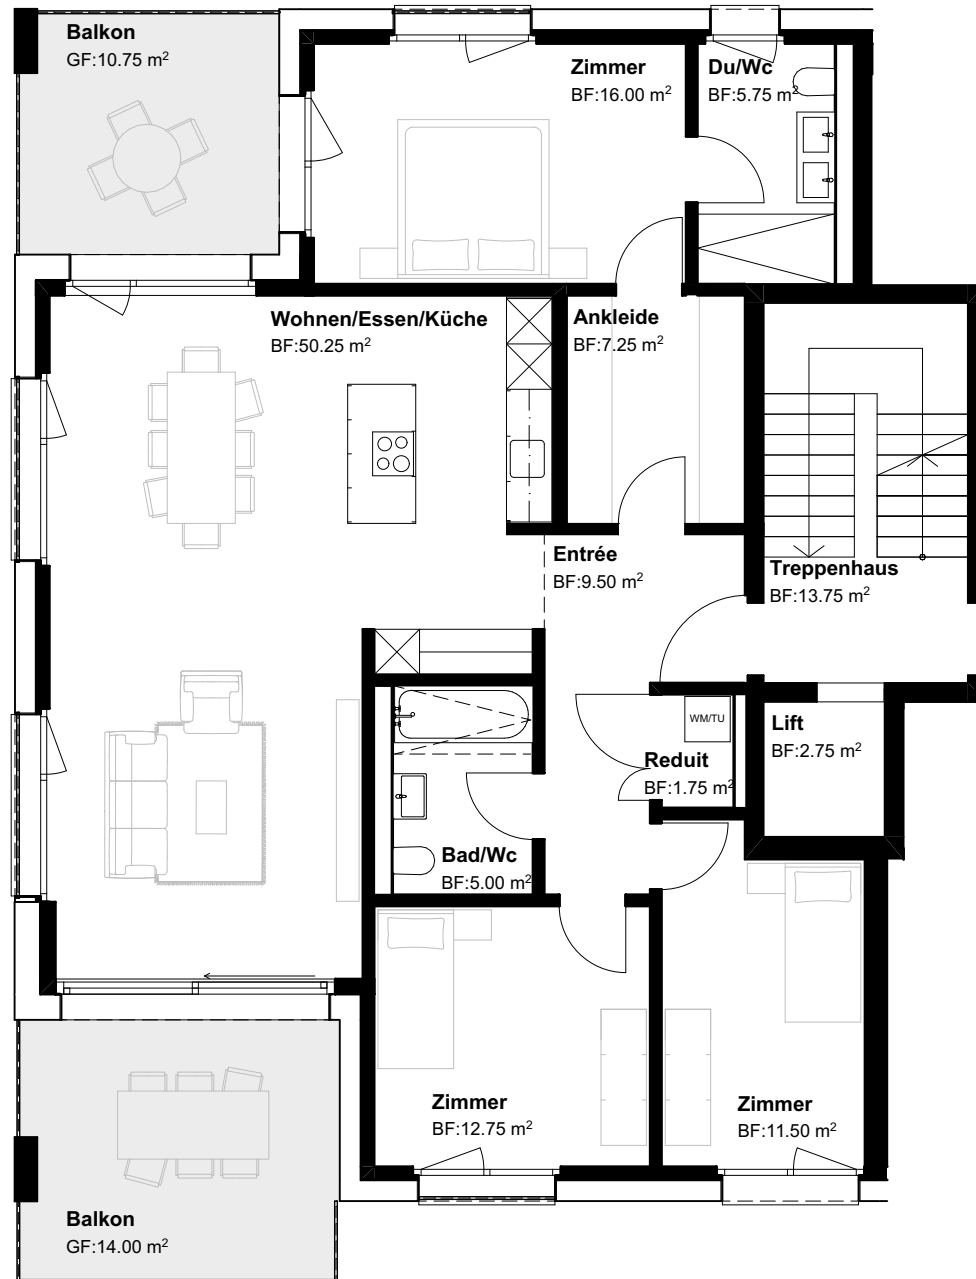 Balkon
GF:10.75 m²
Zimmer
BF:16.00 m²
Du/Wc
BF:5.75 m²
Wohnen/Essen/Küche
BF:50.25 m²
Ankleide
BF:7.25 m²
Entrée
BF:9.50 m²
Treppenhaus
BF:13.75 m²
WM/TU
Lift
BF:2.75 m²
Reduit
BF:1.75 m²
Bad/Wc
BF:5.00 m²
Zimmer
BF:12.75 m²
Zimmer
BF:11.50 m²
Balkon
GF:14.00 m²